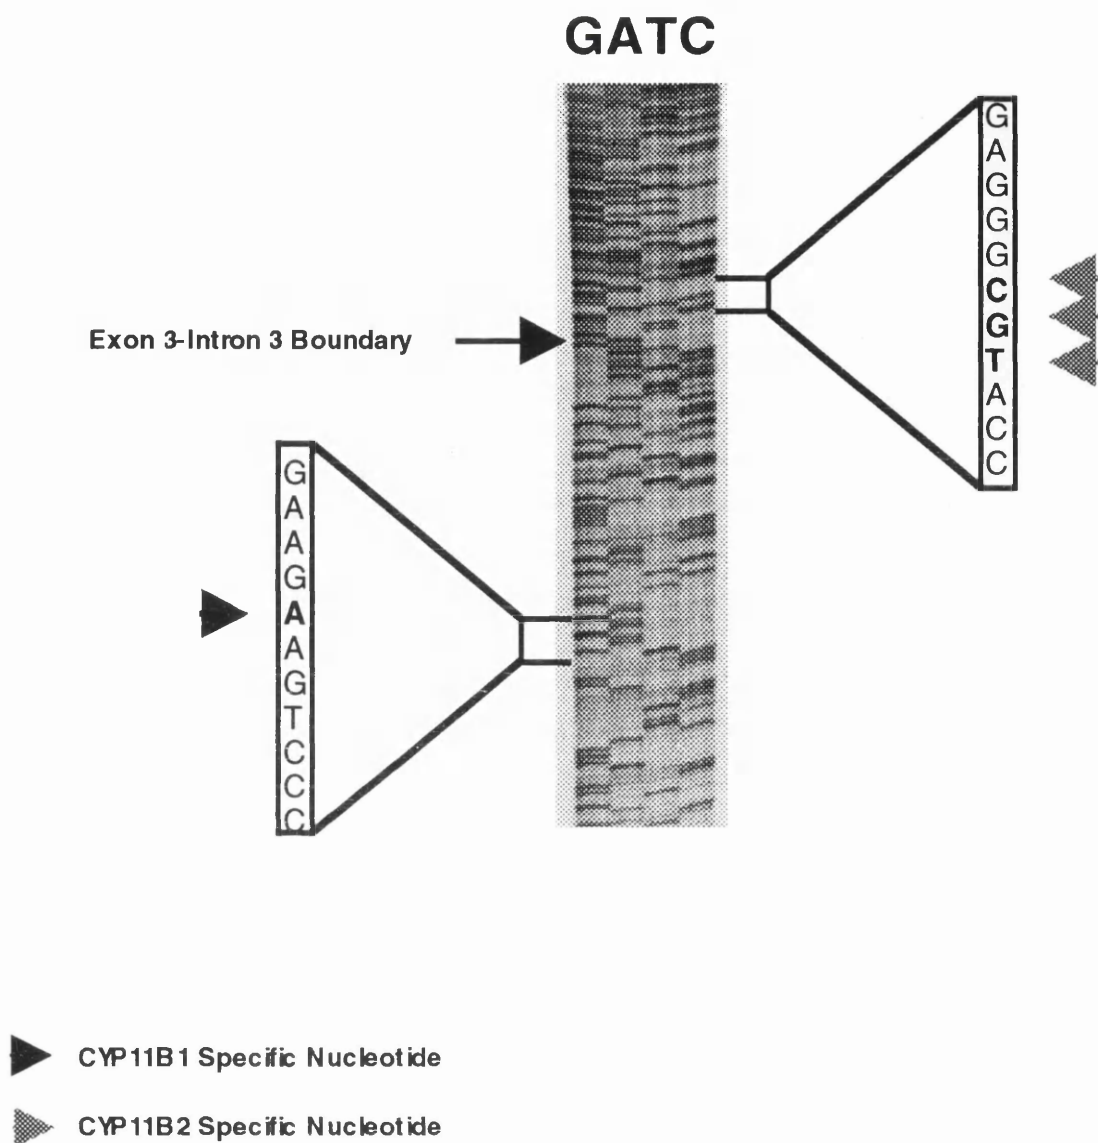 GATC
G
A
G
G
G
C
G
T
A
C
C
Exon 3-Intron 3 Boundary
G
A
A
G
A
A
G
T
C
C
C
CYP11B1 Specific Nucleotide
CYP11B2 Specific Nucleotide